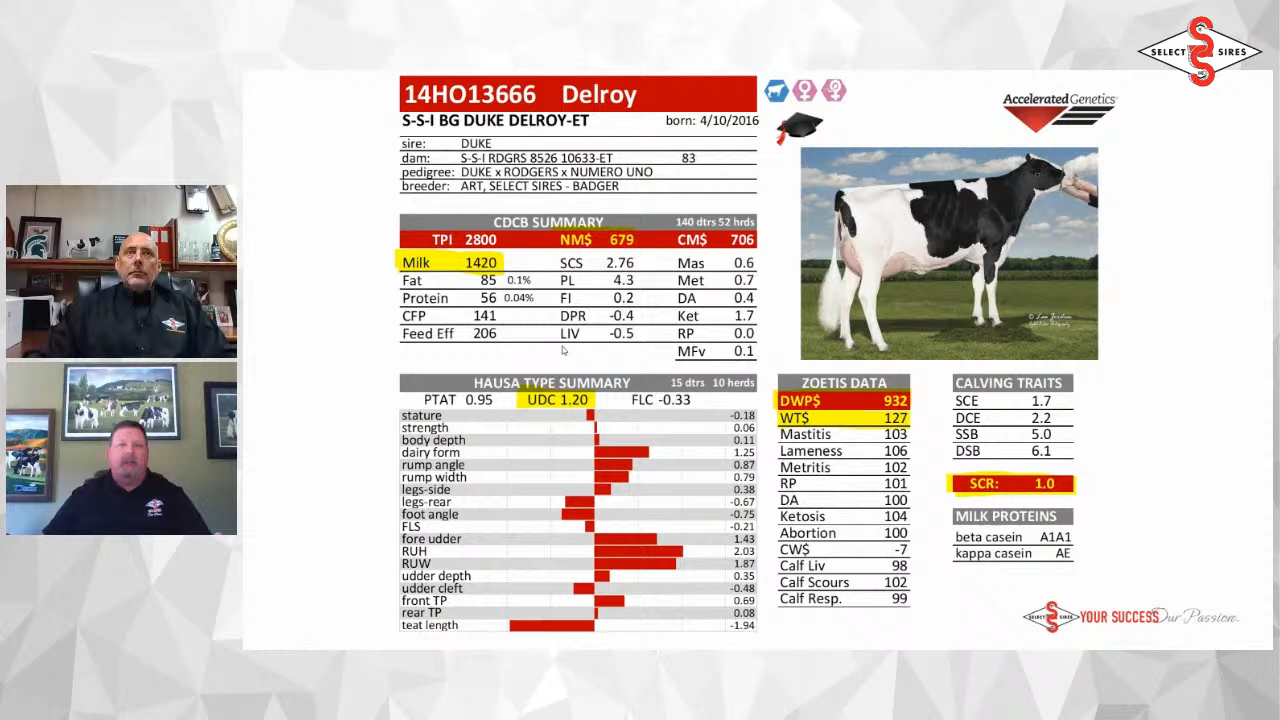 SELECT SIRES
14HO13666 Delroy
S-S-I BG DUKE DELROY-ET born: 4/10/2016
Accelerated Genetics
sire: DUKE
dam: S-S-I RDGRS 8526 10633-ET 83
pedigree: DUKE x RODGERS x NUMERO UNO
breeder: ART, SELECT SIRES - BADGER
CDCB SUMMARY 140 dtrs 52 hrds
TPI 2800 NM$ 679 CM$ 706
Milk 1420 SCS 2.76 Mas 0.6
Fat 85 0.1% PL 4.3 Met 0.7
Protein 56 0.04% FI 0.2 DA 0.4
CFP 141 DPR -0.4 Ket 1.7
Feed Eff 206 LIV -0.5 RP 0.0
MFv 0.1
HAUSA TYPE SUMMARY 15 dtrs 10 herds
PTAT 0.95 UDC 1.20 FLC -0.33
stature -0.18
strength 0.06
body depth 0.11
dairy form 1.25
rump angle 0.87
rump width 0.79
legs-side 0.38
legs-rear -0.67
foot angle -0.75
FLS -0.21
fore udder 1.43
RUH 2.03
RUW 1.87
udder depth 0.35
udder cleft -0.48
front TP 0.69
rear TP 0.08
teat length -1.94
ZOETIS DATA
DWP$ 932
WT$ 127
Mastitis 103
Lameness 106
Metritis 102
RP 101
DA 100
Ketosis 104
Abortion 100
CW$ -7
Calf Liv 98
Calf Scours 102
Calf Resp. 99
CALVING TRAITS
SCE 1.7
DCE 2.2
SSB 5.0
DSB 6.1
SCR: 1.0
MILK PROTEINS
beta casein A1A1
kappa casein AE
YOUR SUCCESS Our Passion.